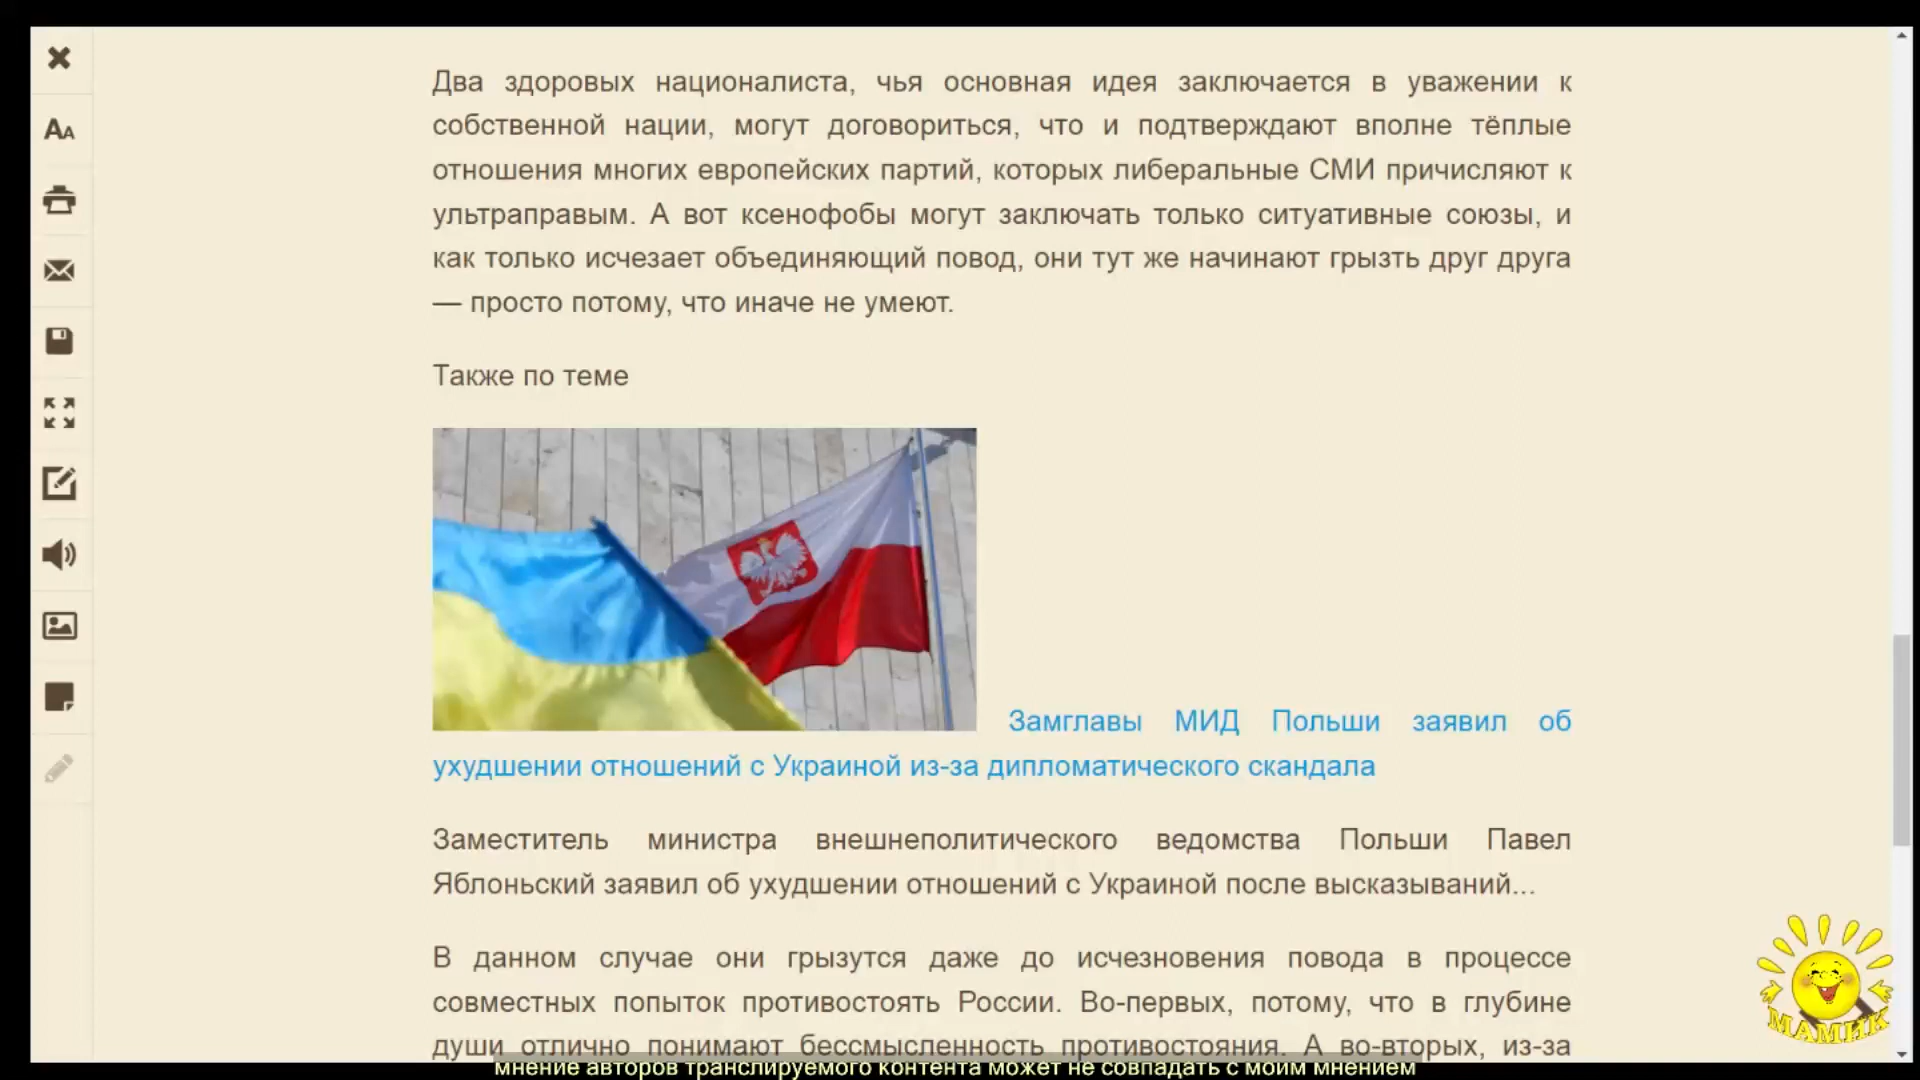 Два здоровых националиста, чья основная идея заключается в уважении к
собственной нации, могут договориться, что и подтверждают вполне тёплые
отношения многих европейских партий, которых либеральные СМИ причисляют к
ультраправым. А вот ксенофобы могут заключать только ситуативные союзы, и
как только исчезает объединяющий повод, они тут же начинают грызть друг друга
— просто потому, что иначе не умеют.
Также по теме
Замглавы МИД Польши заявил об
ухудшении отношений с Украиной из-за дипломатического скандала
Заместитель министра внешнеполитического ведомства Польши Павел
Яблоньский заявил об ухудшении отношений с Украиной после высказываний...
В данном случае они грызутся даже до исчезновения повода в процессе
совместных попыток противостоять России. Во-первых, потому, что в глубине
души отлично понимают бессмысленность противостояния. А во-вторых, из-за
МАМИК
мнение авторов транслируемого контента может не совпадать с моим мнением